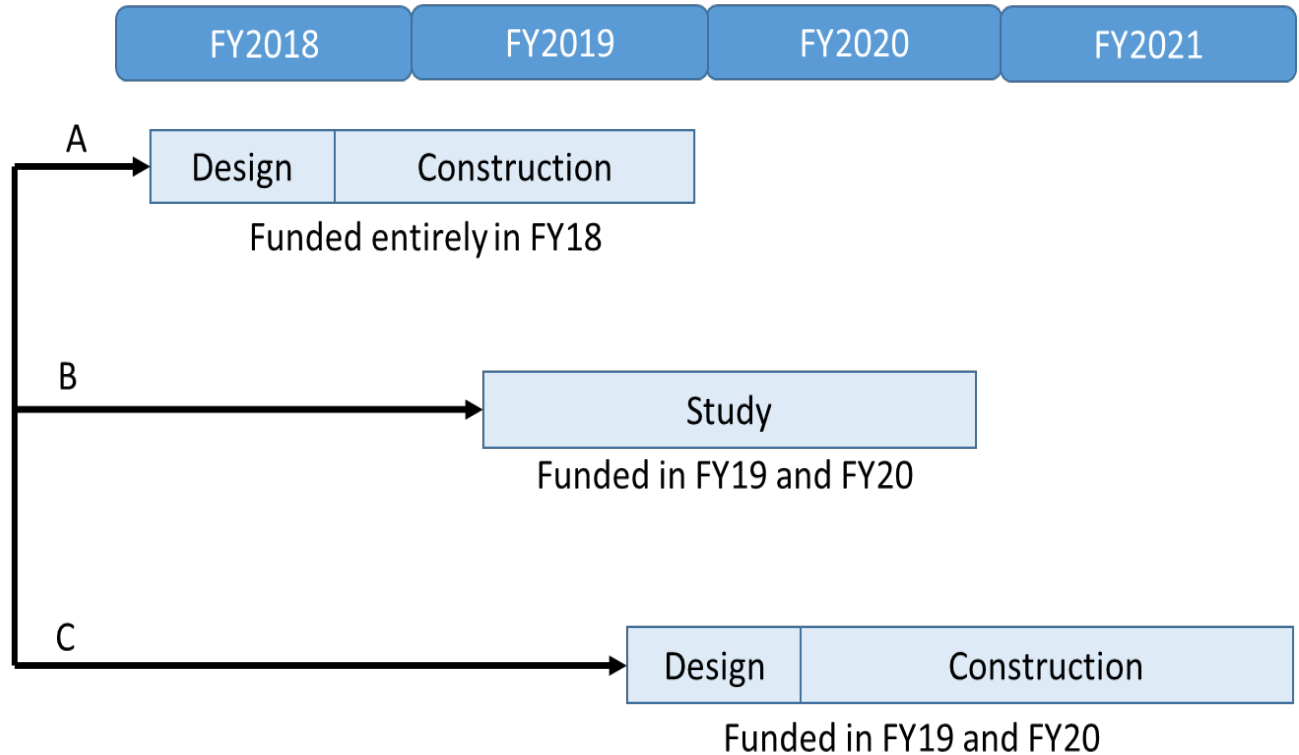 FY2018 FY2019 FY2020 FY2021
A
Design Construction
Funded entirely in FY18
B
Study
Funded in FY19 and FY20
C
Design Construction
Funded in FY19 and FY20